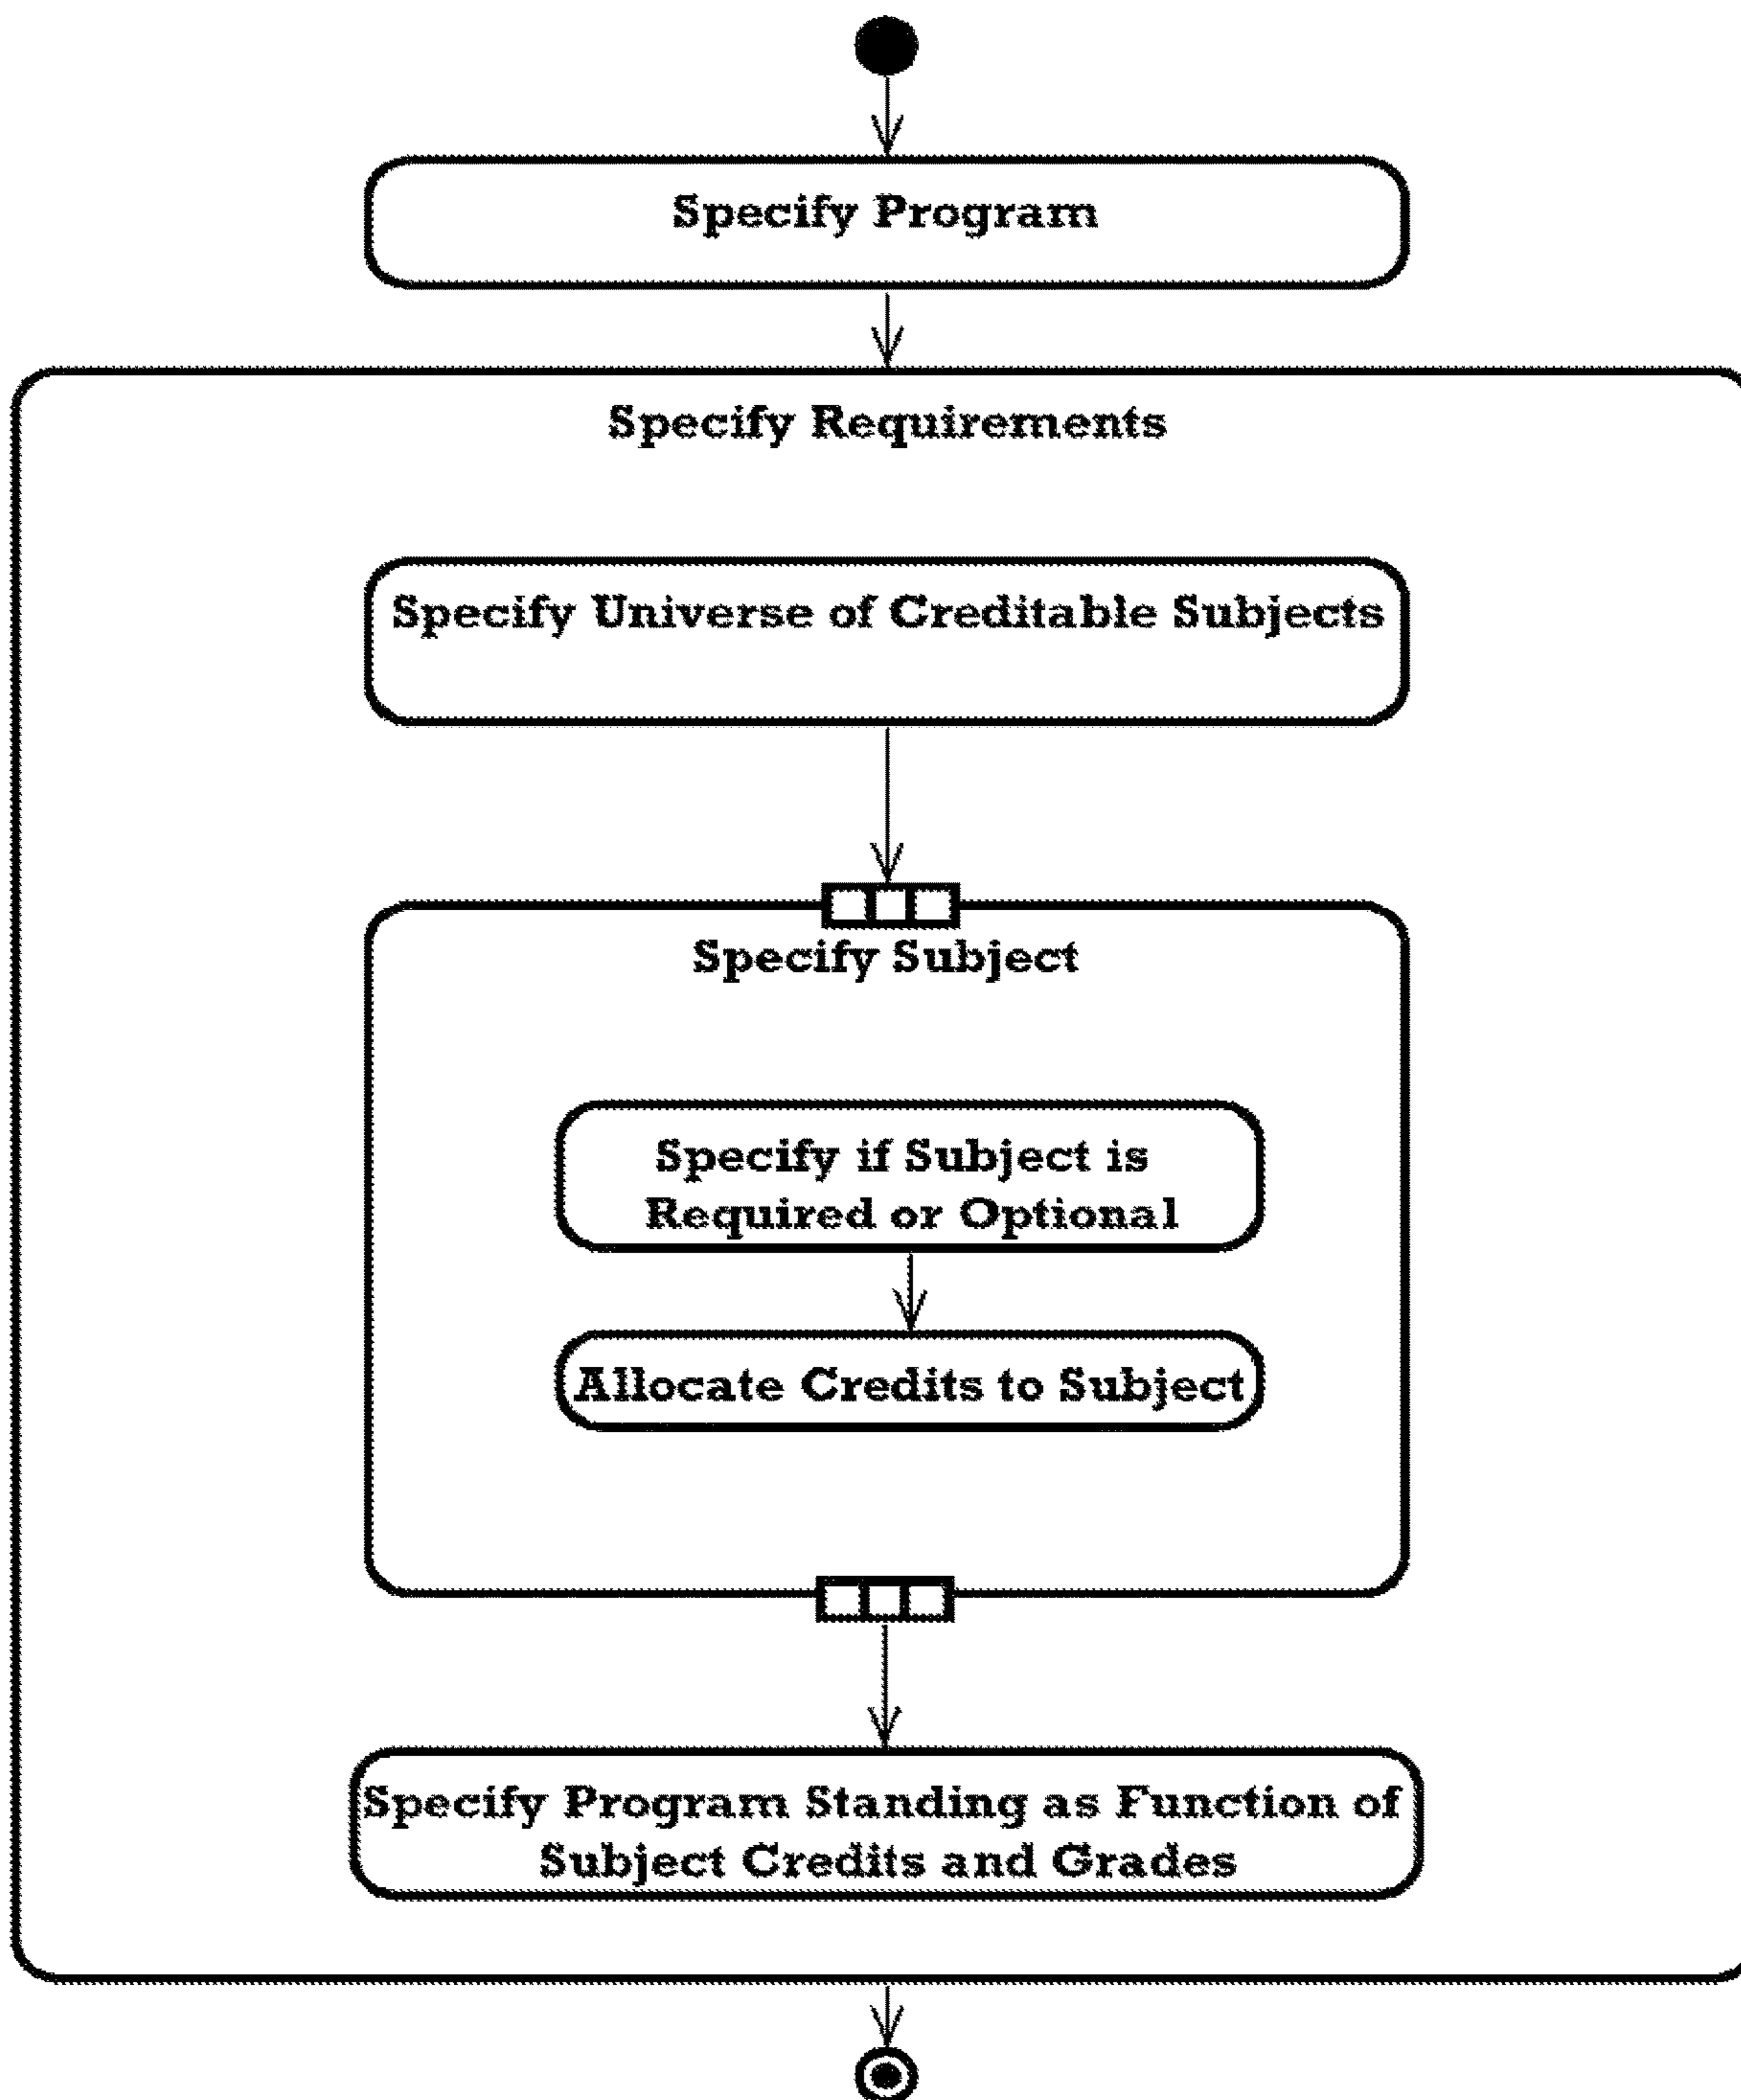 Specify Program
Specify Requirements
Specify Universe of Creditable Subjects
Specify Subject
Specify if Subject is
Required or Optional
Allocate Credits to Subject
Specify Program Standing as Function of
Subject Credits and Grades